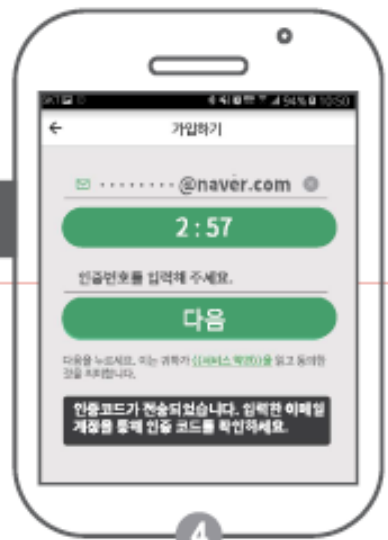 94% 10:50
가입하기
········@naver.com
2:57
인증번호를 입력해 주세요.
다음
다음을 누르세요. 이는 귀하가 (서비스 약관)을 읽고 동의한
것을 의미합니다.
인증코드가 전송되었습니다. 입력한 이메일
계정을 통해 인증 코드를 확인하세요.
4